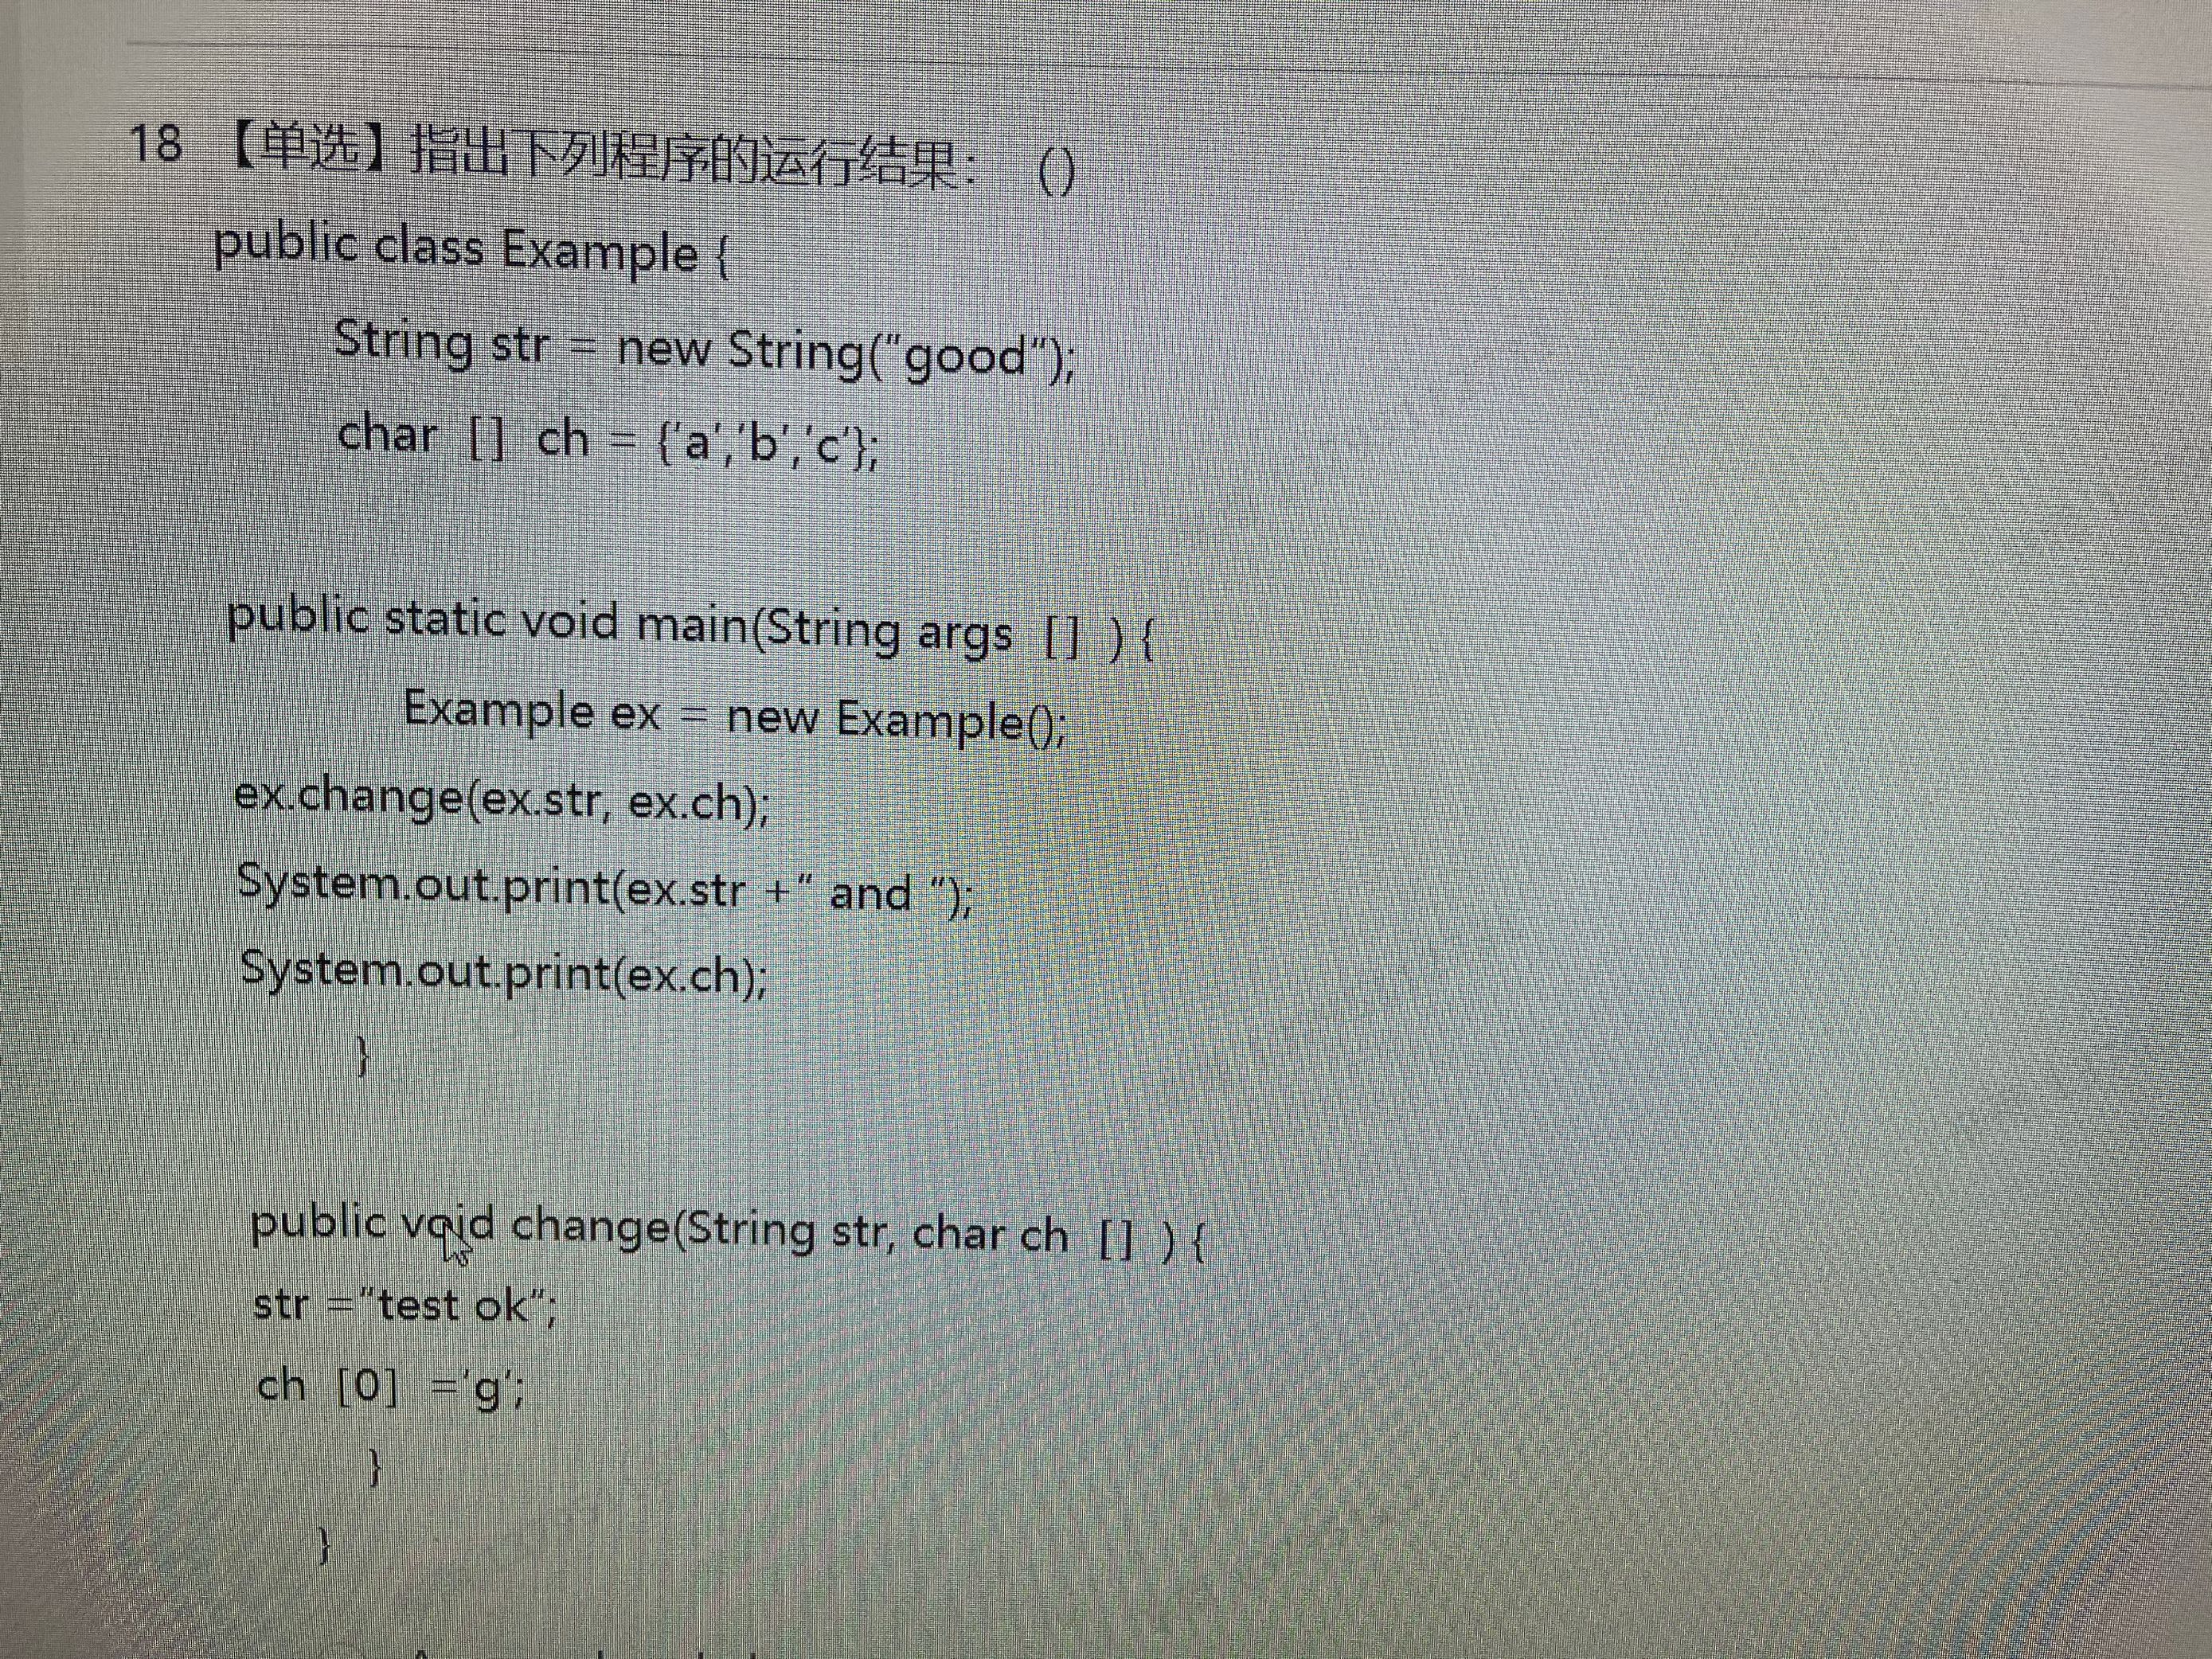 18 【单选】指出下列程序的运行结果： ()
public class Example {
String str = new String("good");
char [] ch = {'a','b','c'};
public static void main(String args [] ) {
Example ex = new Example();
ex.change(ex.str, ex.ch);
System.out.print(ex.str +" and ");
System.out.print(ex.ch);
}
public void change(String str, char ch [] ) {
str ="test ok";
ch [0] ='g';
}
}